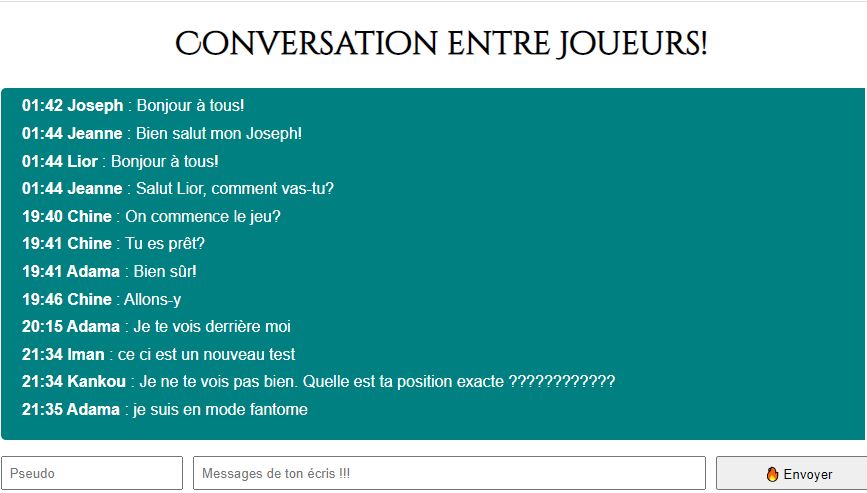 Conversation entre Joueurs!
01:42 Joseph : Bonjour à tous!
01:44 Jeanne : Bien salut mon Joseph!
01:44 Lior : Bonjour à tous!
01:44 Jeanne : Salut Lior, comment vas-tu?
19:40 Chine : On commence le jeu?
19:41 Chine : Tu es prêt?
19:41 Adama : Bien sûr!
19:46 Chine : Allons-y
20:15 Adama : Je te vois derrière moi
21:34 Iman : ce ci est un nouveau test
21:34 Kankou : Je ne te vois pas bien. Quelle est ta position exacte ????????????
21:35 Adama : je suis en mode fantome
Pseudo Messages de ton écris !!! 🔥 Envoyer